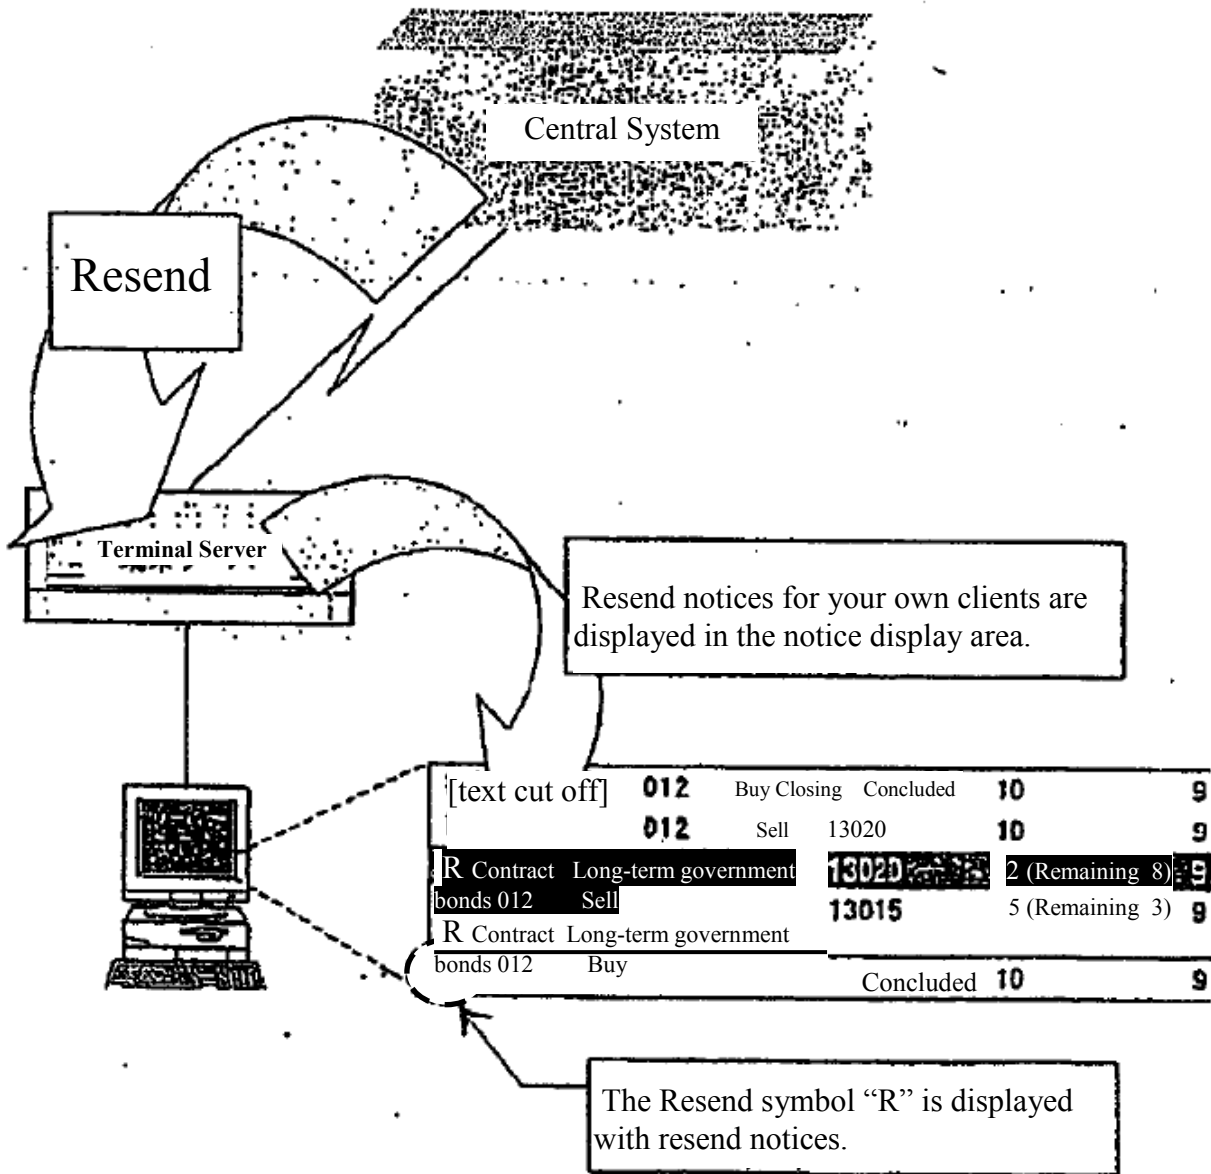 Central System
Resend
Terminal Server
Resend notices for your own clients are
displayed in the notice display area.
[text cut off] 012 Buy Closing Concluded 10 9
012 Sell 13020 10 9
R Contract Long-term government 13020 2 (Remaining 8) 9
bonds 012 Sell
13015 5 (Remaining 3) 9
R Contract Long-term government
bonds 012 Buy
Concluded 10 9
The Resend symbol “R” is displayed
with resend notices.